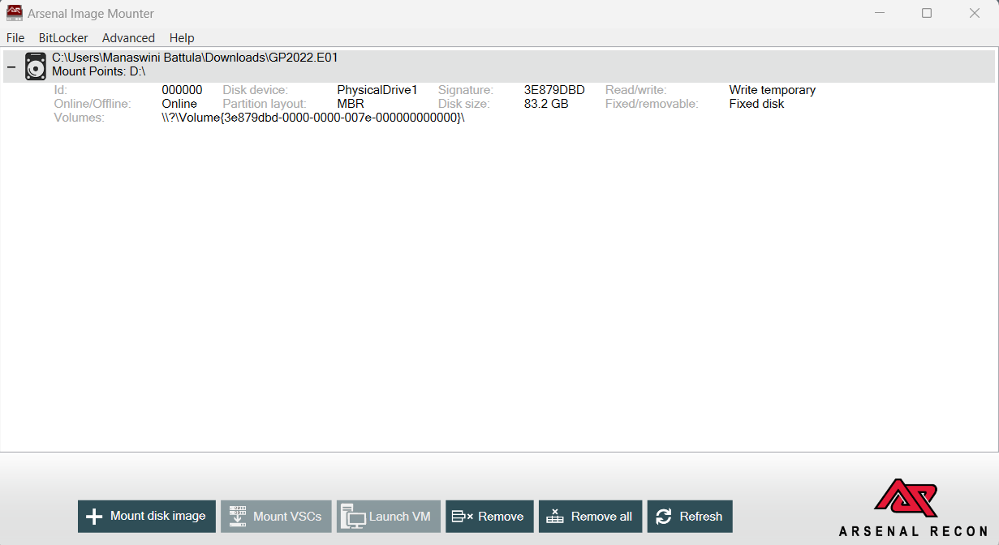 Arsenal Image Mounter
File BitLocker Advanced Help
C:\Users\Manaswini Battula\Downloads\GP2022.E01
Mount Points: D:\
Id: 000000 Disk device: PhysicalDrive1 Signature: 3E879DBD Read/write: Write temporary
Online/Offline: Online Partition layout: MBR Disk size: 83.2 GB Fixed/removable: Fixed disk
Volumes: \\?\Volume{3e879dbd-0000-0000-007e-000000000000}\
Mount disk image Mount VSCs Launch VM Remove Remove all Refresh
ARSENAL RECON